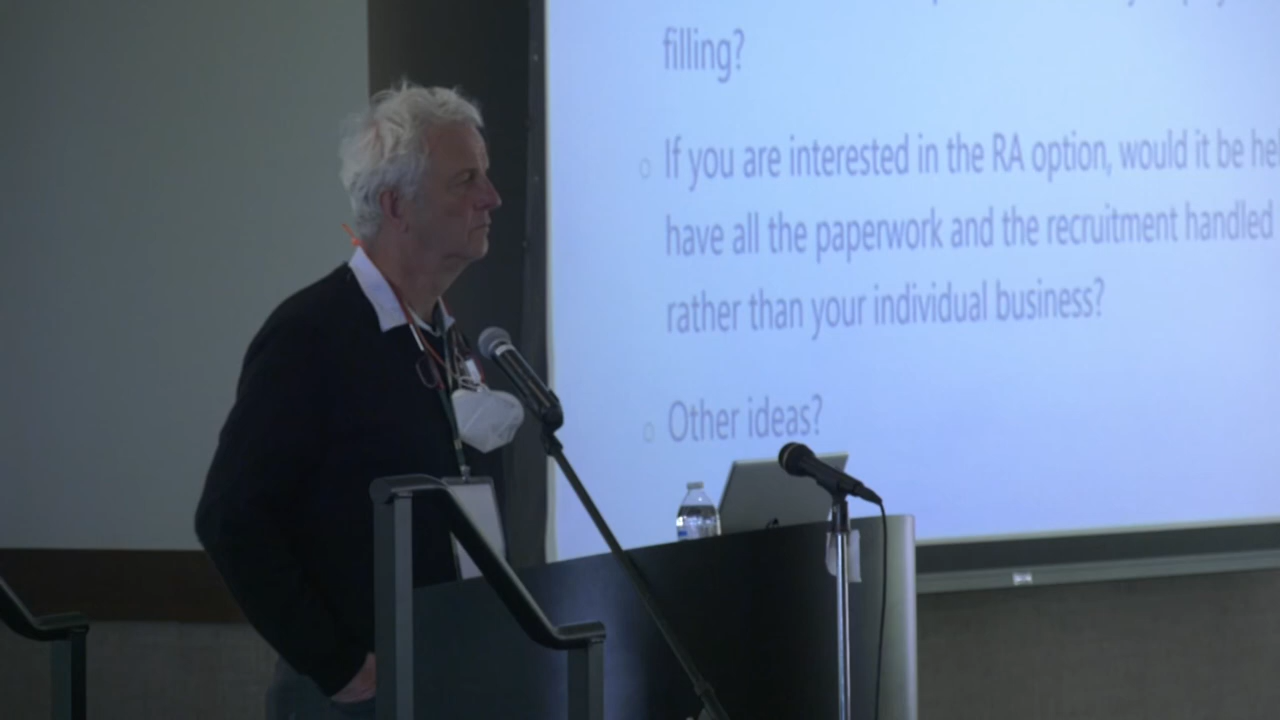 filling?
If you are interested in the RA option, would it be
have all the paperwork and the recruitment handled
rather than your individual business?
Other ideas?